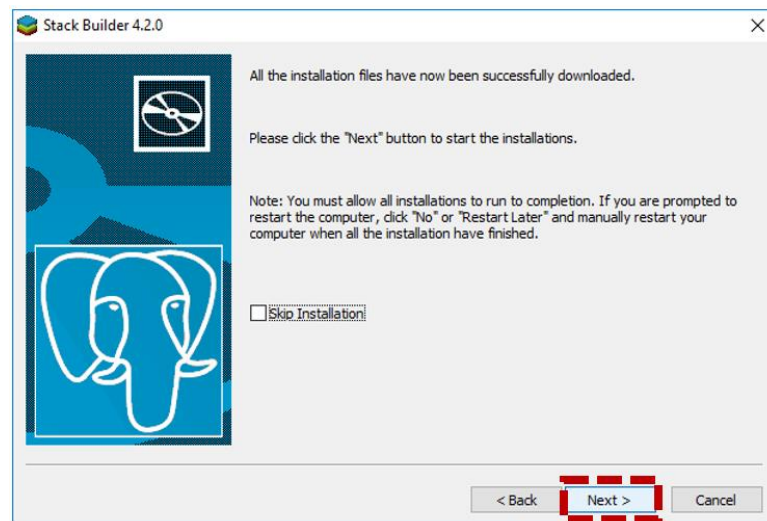 Stack Builder 4.2.0
All the installation files have now been successfully downloaded.
Please click the "Next" button to start the installations.
Note: You must allow all installations to run to completion. If you are prompted to
restart the computer, click "No" or "Restart Later" and manually restart your
computer when all the installation have finished.
Skip Installation
< Back
Next >
Cancel